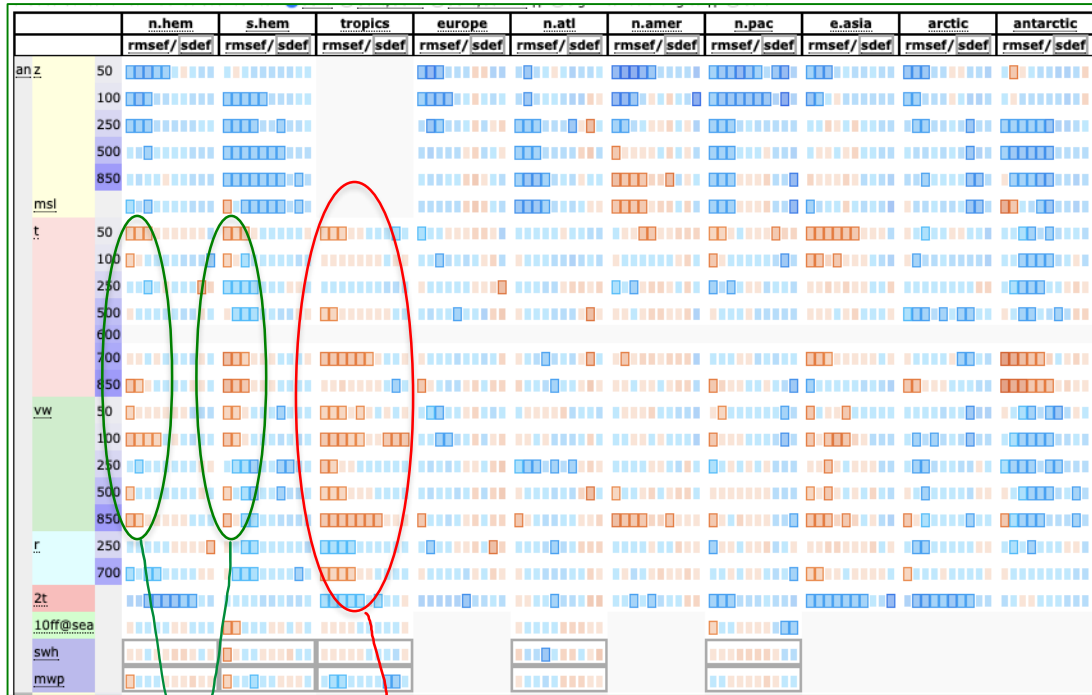 n.hem s.hem tropics europe n.atl n.amer n.pac e.asia arctic antarctic
rmsef/sdef rmsef/sdef rmsef/sdef rmsef/sdef rmsef/sdef rmsef/sdef rmsef/sdef rmsef/sdef rmsef/sdef rmsef/sdef
an z 50
100
250
500
850
msl
t 50
100
250
500
600
700
850
vw 50
100
250
500
850
r 250
700
2t
10ff@sea
swh
mwp